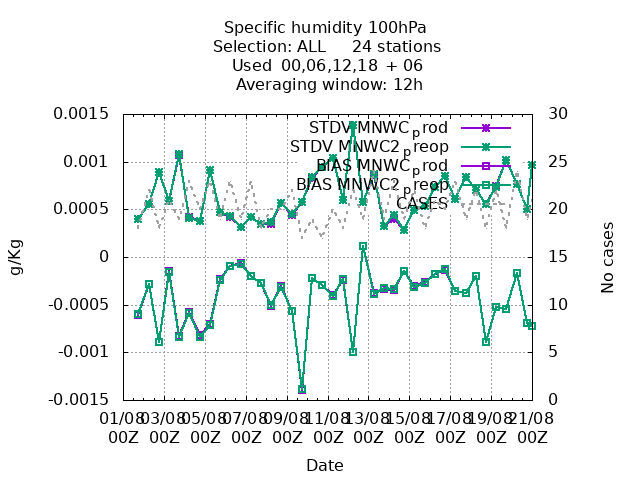 Specific humidity 100hPa
Selection: ALL 24 stations
Used 00,06,12,18 + 06
Averaging window: 12h
STDV MNWC_prod
STDV MNWC2_preop
BIAS MNWC_prod
BIAS MNWC2_preop
CASES
g/Kg
0.0015
0.001
0.0005
0
-0.0005
-0.001
-0.0015
30
25
20
15
10
5
0
No cases
01/08 03/08 05/08 07/08 09/08 11/08 13/08 15/08 17/08 19/08 21/08
00Z 00Z 00Z 00Z 00Z 00Z 00Z 00Z 00Z 00Z 00Z
Date